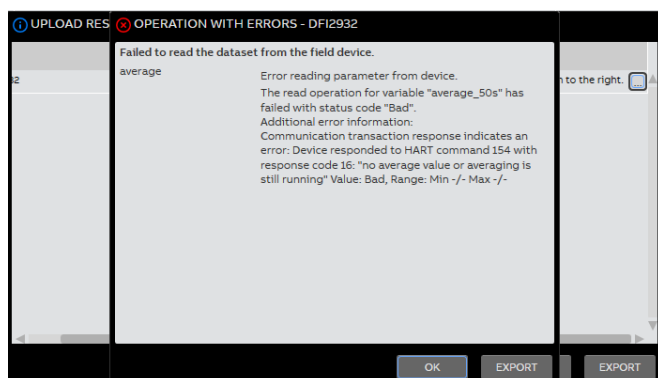 UPLOAD RES
OPERATION WITH ERRORS - DFI2932
Failed to read the dataset from the field device.
average
Error reading parameter from device.
The read operation for variable "average_50s" has
failed with status code "Bad".
Additional error information:
Communication transaction response indicates an
error: Device responded to HART command 154 with
response code 16: "no average value or averaging is
still running" Value: Bad, Range: Min -/- Max -/-
32
n to the right.
...
OK
EXPORT
EXPORT